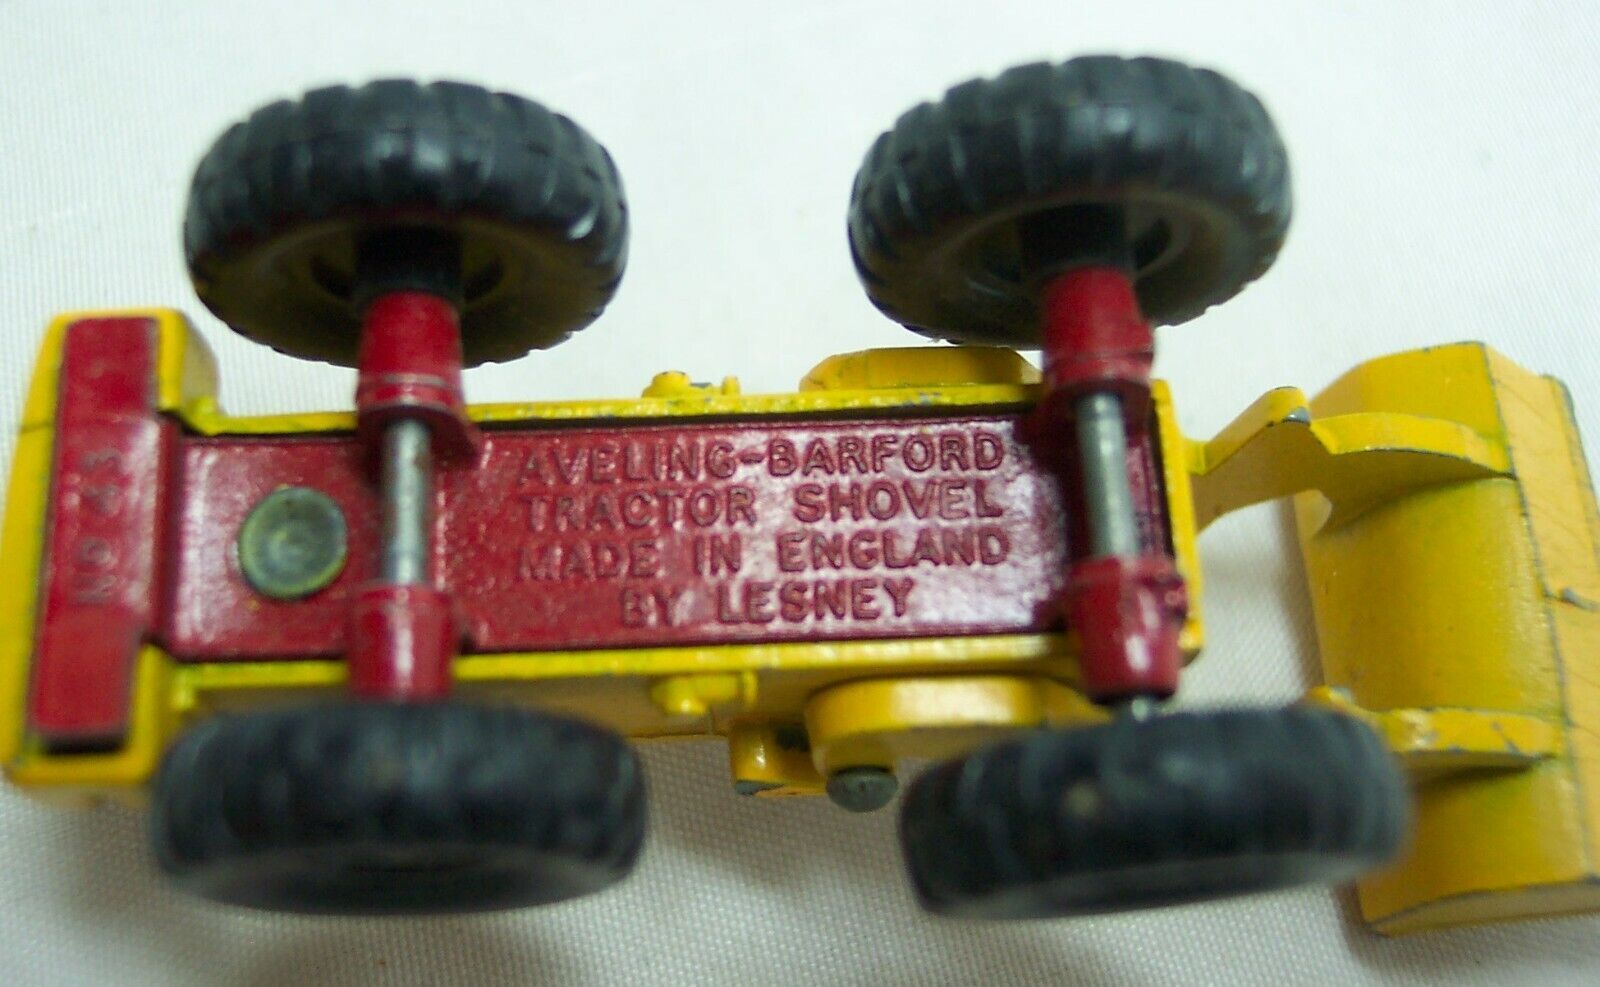 AVELING-BARFORD
TRACTOR SHOVEL
MADE IN ENGLAND
BY LESNEY
NO 43